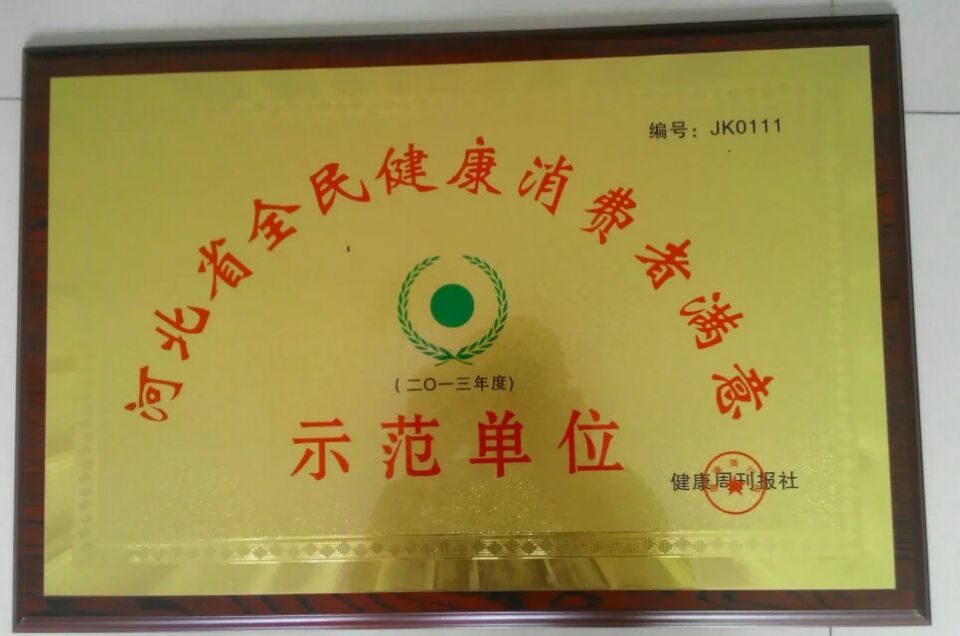 编号：JK0111
河北省全民健康消费者满意
(二〇一三年度)
示范单位
健康周刊报社